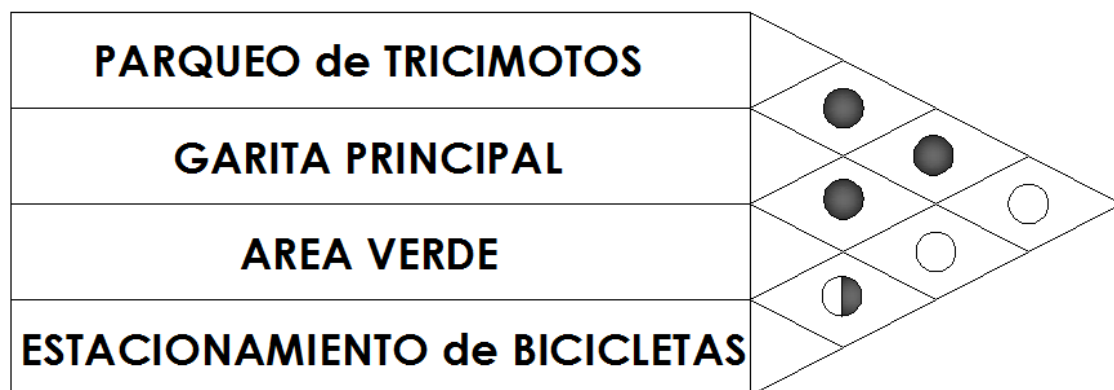 PARQUEO de TRICIMOTOS
GARITA PRINCIPAL
AREA VERDE
ESTACIONAMIENTO de BICICLETAS